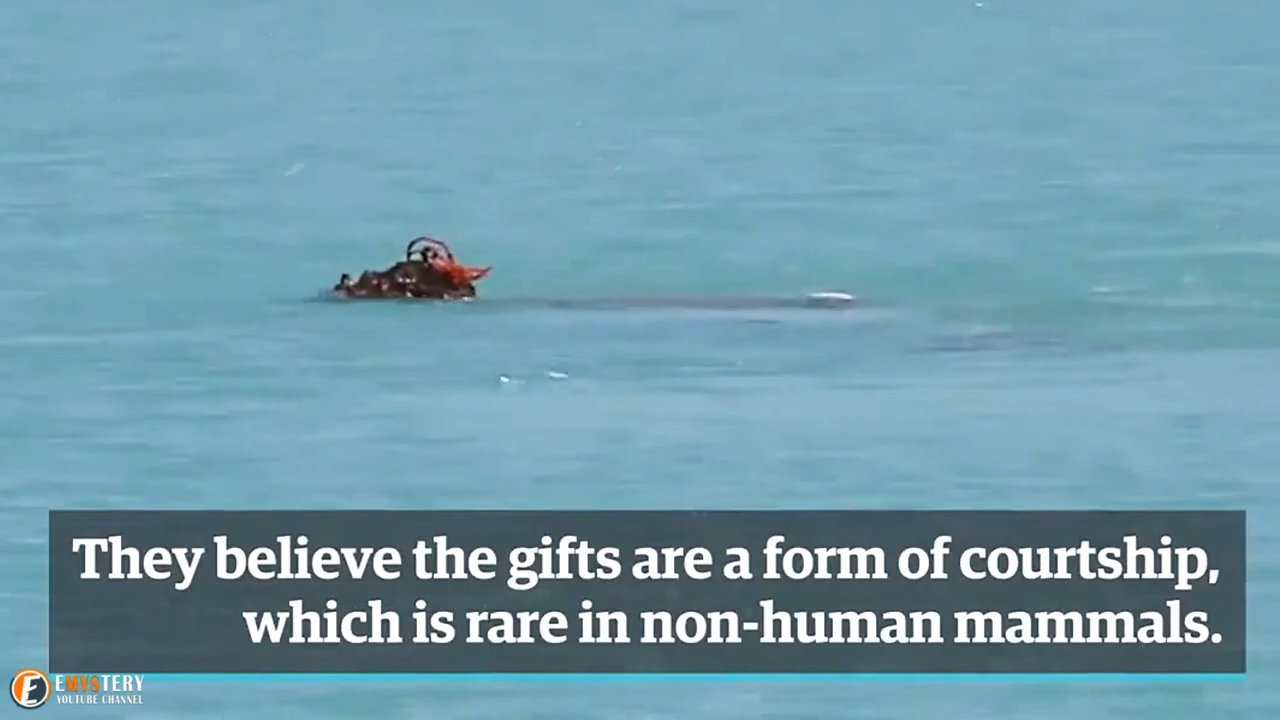 They believe the gifts are a form of courtship,
which is rare in non-human mammals.
E
EMYSTERY
YOUTUBE CHANNEL